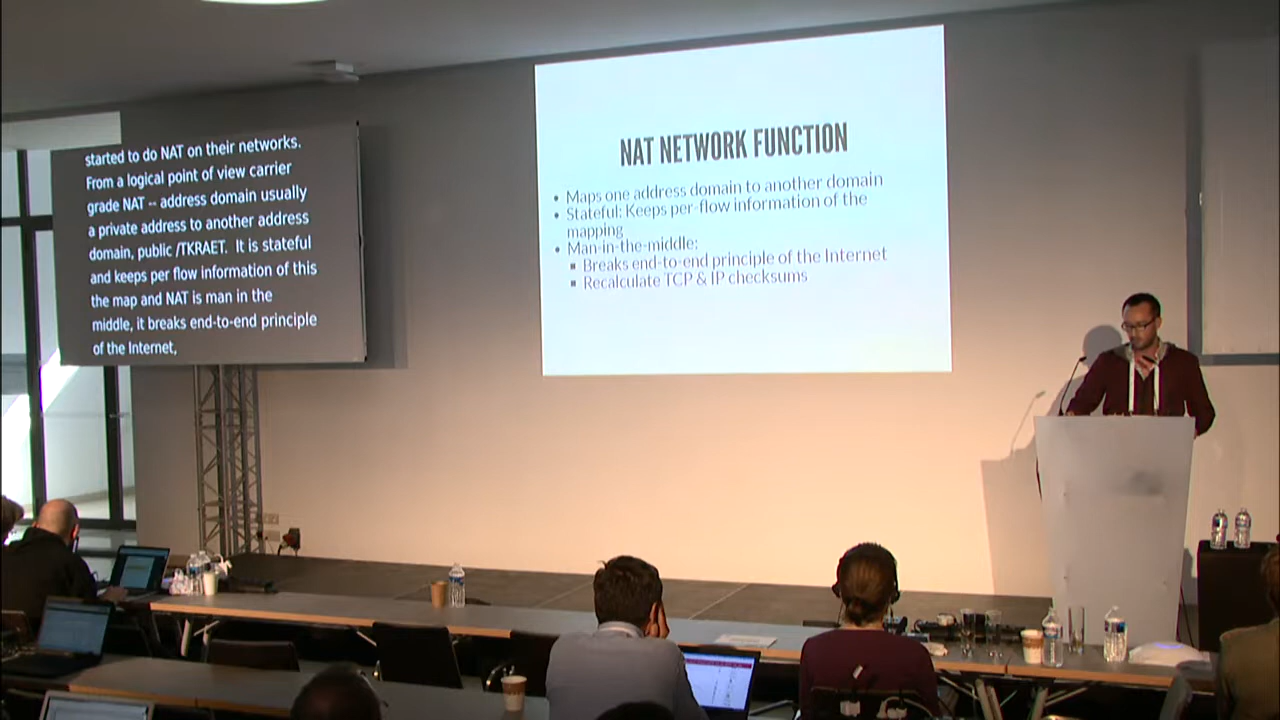 started to do NAT on their networks.
From a logical point of view carrier
grade NAT -- address domain usually
a private address to another address
domain, public /TKRAET.  It is stateful
and keeps per flow information of this
the map and NAT is man in the
middle, it breaks end-to-end principle
of the Internet,
NAT NETWORK FUNCTION
• Maps one address domain to another domain
• Stateful: Keeps per-flow information of the
mapping
• Man-in-the-middle:
▪ Breaks end-to-end principle of the Internet
▪ Recalculate TCP & IP checksums